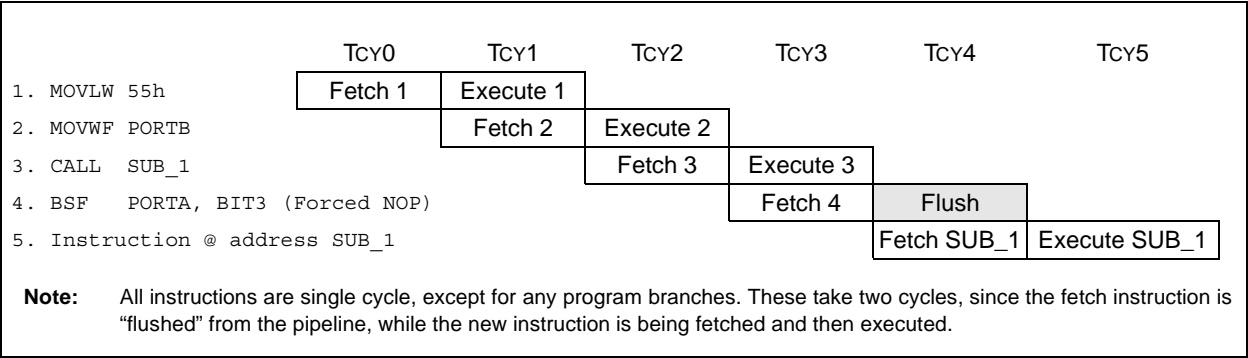 TCY0 TCY1 TCY2 TCY3 TCY4 TCY5
1. MOVLW 55h Fetch 1 Execute 1
2. MOVWF PORTB Fetch 2 Execute 2
3. CALL SUB_1 Fetch 3 Execute 3
4. BSF PORTA, BIT3 (Forced NOP) Fetch 4 Flush
5. Instruction @ address SUB_1 Fetch SUB_1 Execute SUB_1
Note: All instructions are single cycle, except for any program branches. These take two cycles, since the fetch instruction is
“flushed” from the pipeline, while the new instruction is being fetched and then executed.